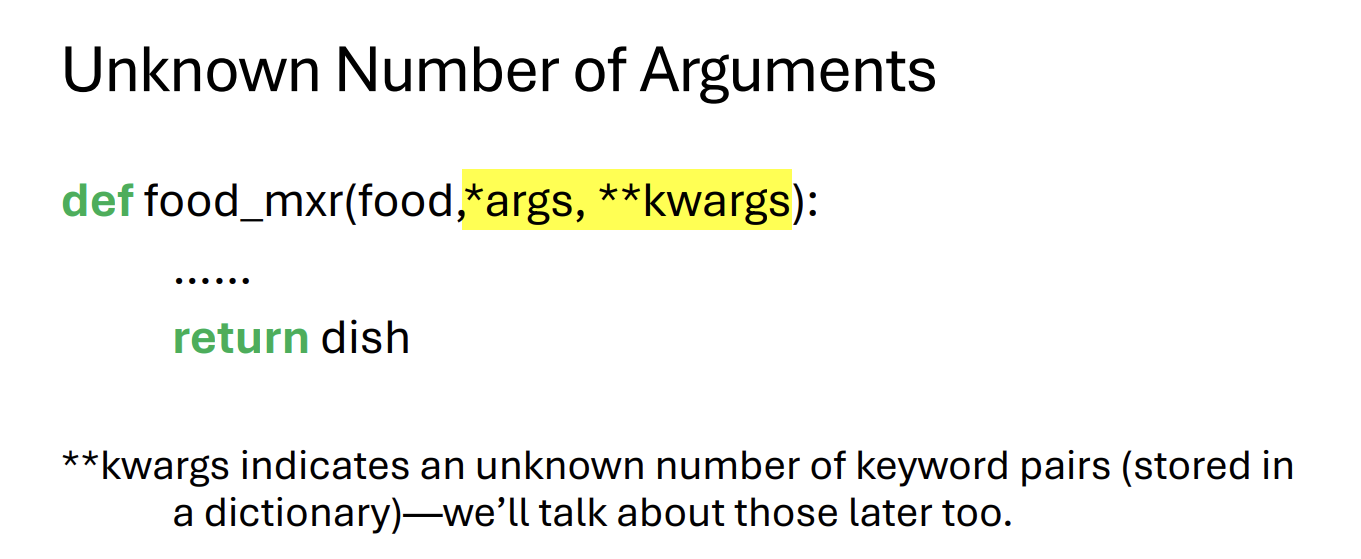 Unknown Number of Arguments
def food_mxr(food,*args, **kwargs):
……
return dish
**kwargs indicates an unknown number of keyword pairs (stored in
a dictionary)—we’ll talk about those later too.